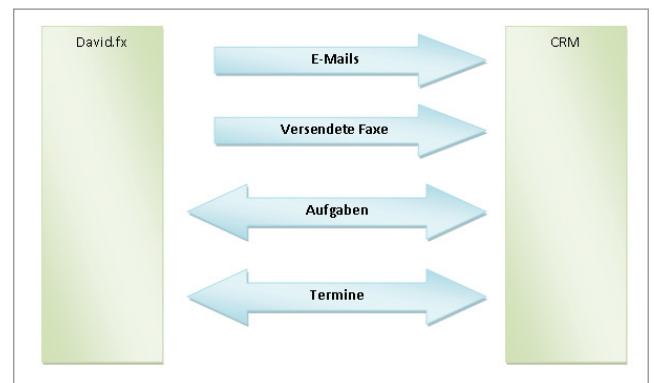 David.fx
CRM
E-Mails
Versendete Faxe
Aufgaben
Termine